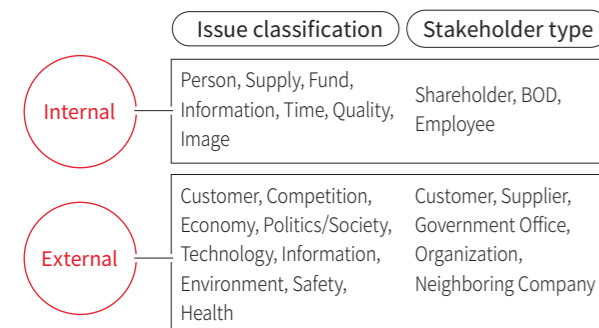 Issue classification
Stakeholder type
Internal
Person, Supply, Fund,
Information, Time, Quality,
Image
Shareholder, BOD,
Employee
External
Customer, Competition,
Economy, Politics/Society,
Technology, Information,
Environment, Safety,
Health
Customer, Supplier,
Government Office,
Organization,
Neighboring Company